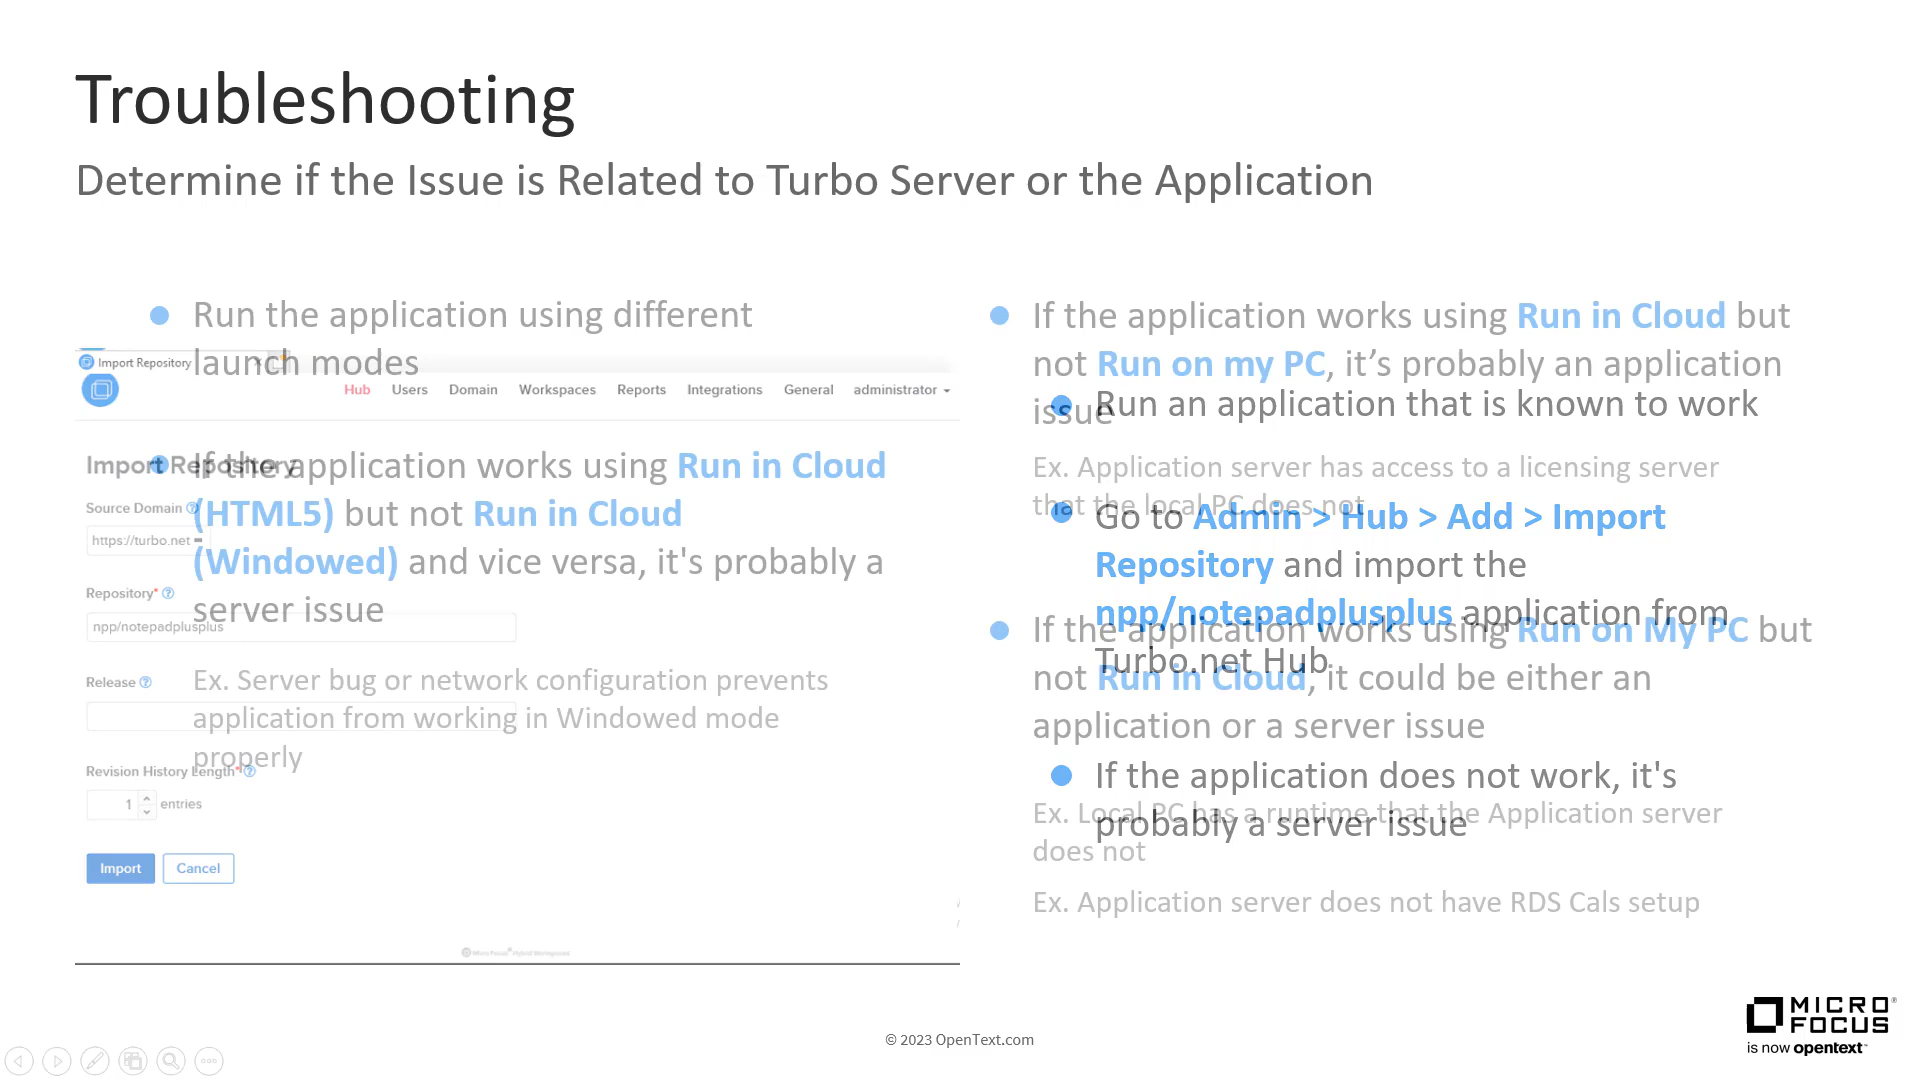 Troubleshooting
Determine if the Issue is Related to Turbo Server or the Application
Run the application using different
launch modes
If the application works using Run in Cloud
(HTML5) but not Run in Cloud
(Windowed) and vice versa, it's probably a
server issue
Ex. Server bug or network configuration prevents
application from working in Windowed mode
properly
If the application works using Run in Cloud but
not Run on my PC, it’s probably an application
issue
Ex. Application server has access to a licensing server
that the local PC does not
If the application works using Run on My PC but
not Run in Cloud, it could be either an
application or a server issue
Ex. Local PC has a runtime that the Application server
does not
Ex. Application server does not have RDS Cals setup
Import Repository
Hub Users Domain Workspaces Reports Integrations General administrator
Import Repository
Source Domain
https://turbo.net
Repository*
npp/notepadplusplus
Release
Revision History Length*
1 entries
Import Cancel
Micro Focus® Hybrid Workspaces
Run an application that is known to work
Go to Admin > Hub > Add > Import
Repository and import the
npp/notepadplusplus application from
Turbo.net Hub
If the application does not work, it's
probably a server issue
© 2023 OpenText.com
MICRO
FOCUS
is now opentext™